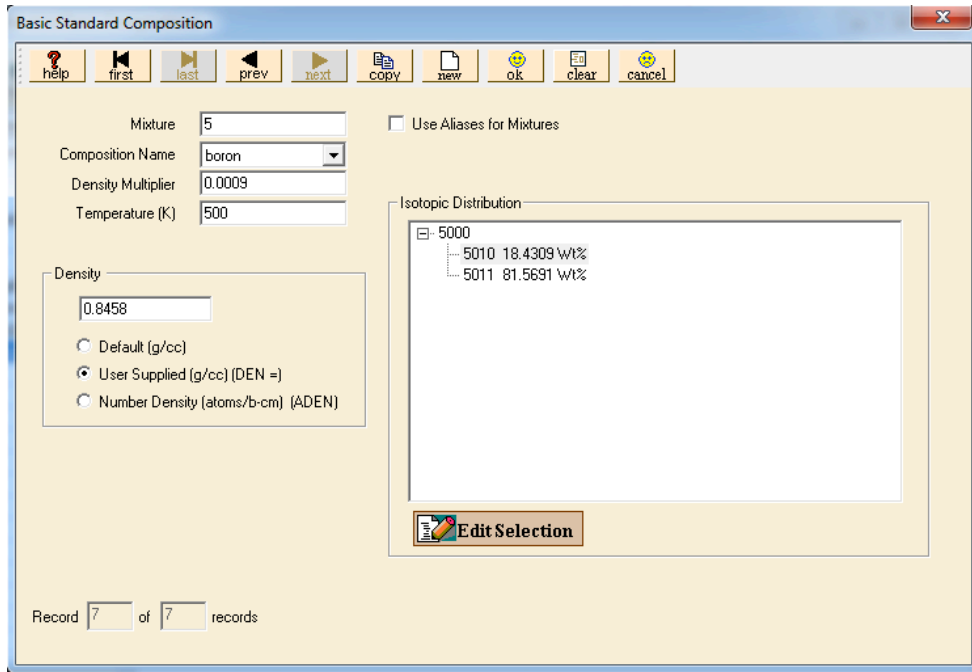 Basic Standard Composition
help first last prev next copy new ok clear cancel
Mixture 5
Use Aliases for Mixtures
Composition Name boron
Density Multiplier 0.0009
Temperature (K) 500
Isotopic Distribution
5000
5010 18.4309 Wt%
5011 81.5691 Wt%
Density
0.8458
Default (g/cc)
User Supplied (g/cc) (DEN =)
Number Density (atoms/b-cm) (ADEN)
Edit Selection
Record 7 of 7 records